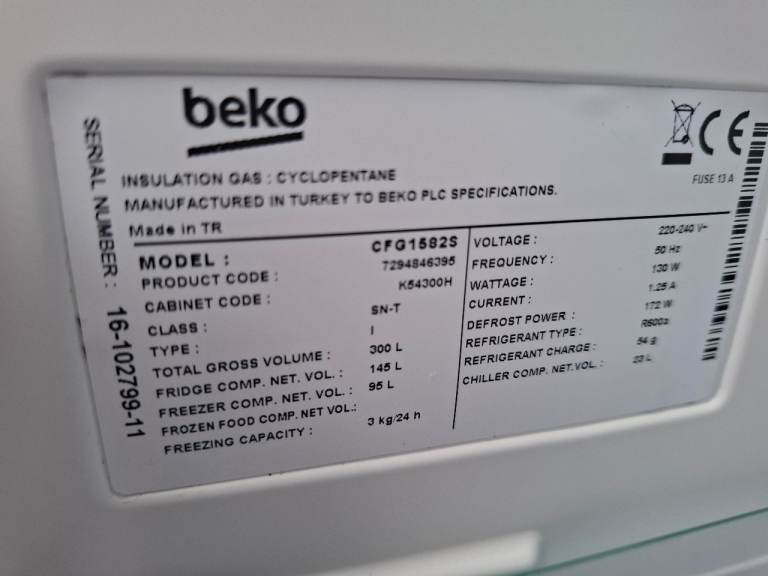 beko
CE
FUSE 13 A
INSULATION GAS : CYCLOPENTANE
MANUFACTURED IN TURKEY TO BEKO PLC SPECIFICATIONS.
Made in TR
SERIAL NUMBER : 16-102799-11
MODEL : CFG1582S
PRODUCT CODE : 7294846395
CABINET CODE : K54300H
CLASS : SN-T
TYPE : I
TOTAL GROSS VOLUME : 300 L
FRIDGE COMP. NET. VOL. : 145 L
FREEZER COMP. NET. VOL. : 95 L
FROZEN FOOD COMP. NET VOL.:
FREEZING CAPACITY : 3 kg/24 h
VOLTAGE : 220-240 V~
FREQUENCY : 50 Hz
WATTAGE : 130 W
CURRENT : 1.25 A
DEFROST POWER : 172 W
REFRIGERANT TYPE : R600a
REFRIGERANT CHARGE : 54 g
CHILLER COMP. NET.VOL. : 23 L